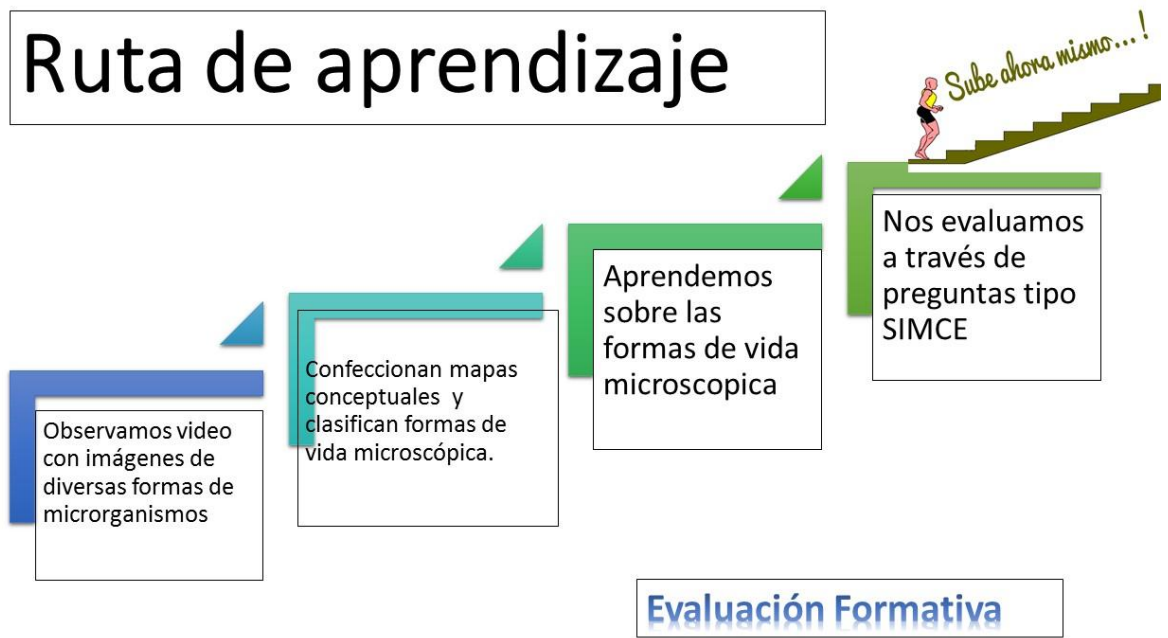 Ruta de aprendizaje
Sube ahora mismo...!
Observamos video
con imágenes de
diversas formas de
microrganismos
Confeccionan mapas
conceptuales y
clasifican formas de
vida microscópica.
Aprendemos
sobre las
formas de vida
microscopica
Nos evaluamos
a través de
preguntas tipo
SIMCE
Evaluación Formativa